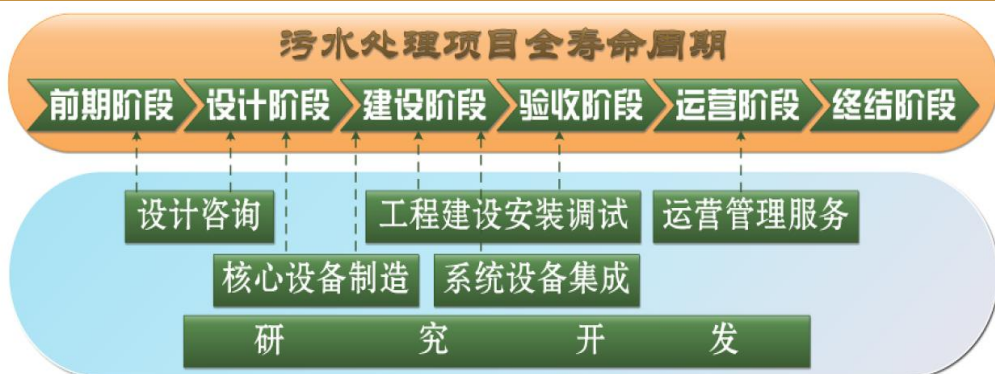 污水处理项目全寿命周期
前期阶段 设计阶段 建设阶段 验收阶段 运营阶段 终结阶段
设计咨询 工程建设安装调试 运营管理服务
核心设备制造 系统设备集成
研究开发